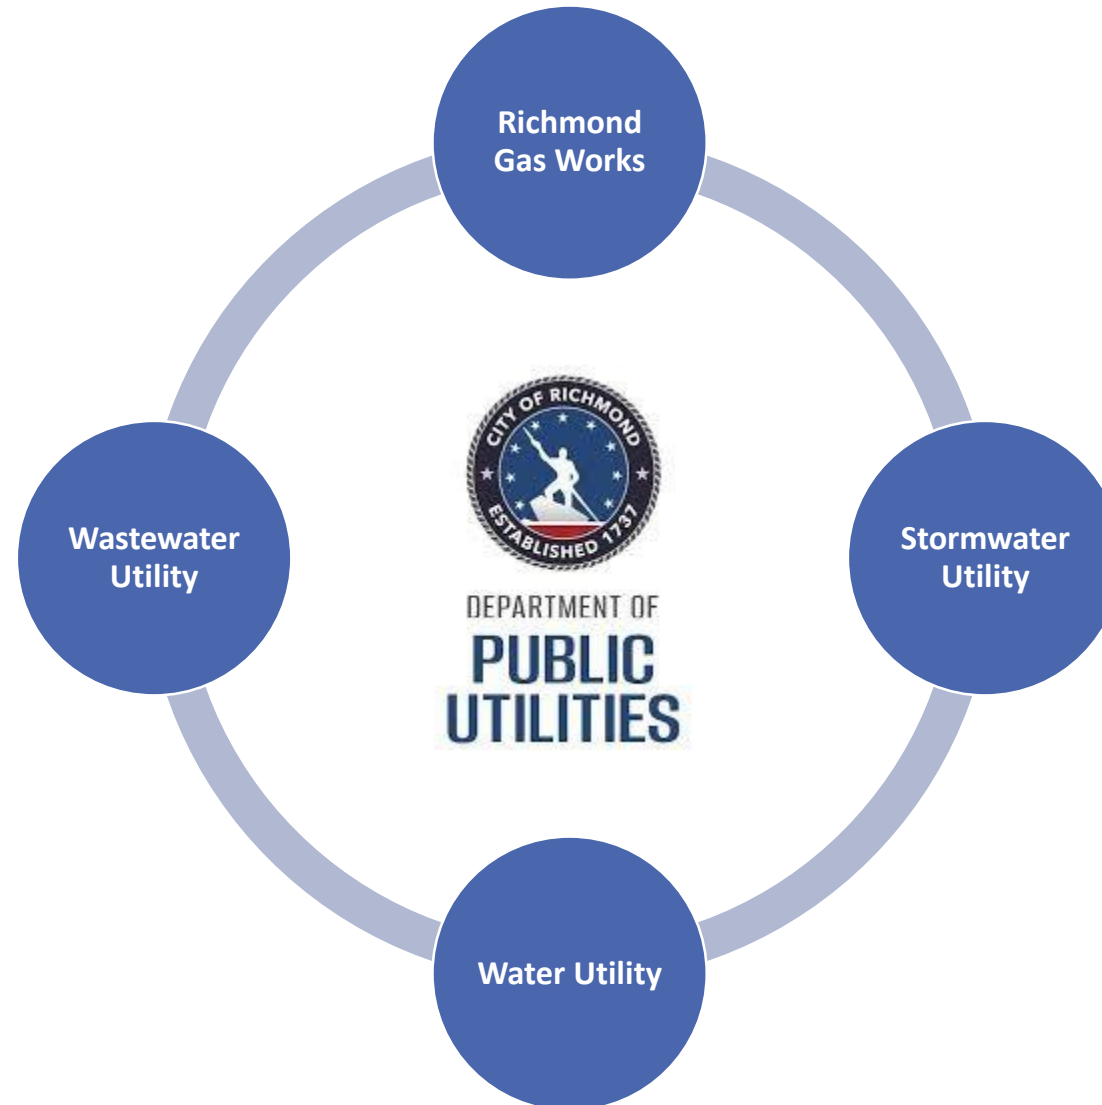 Richmond
Gas Works
CITY OF RICHMOND
ESTABLISHED 1737
DEPARTMENT OF
PUBLIC
UTILITIES
Wastewater
Utility
Stormwater
Utility
Water Utility